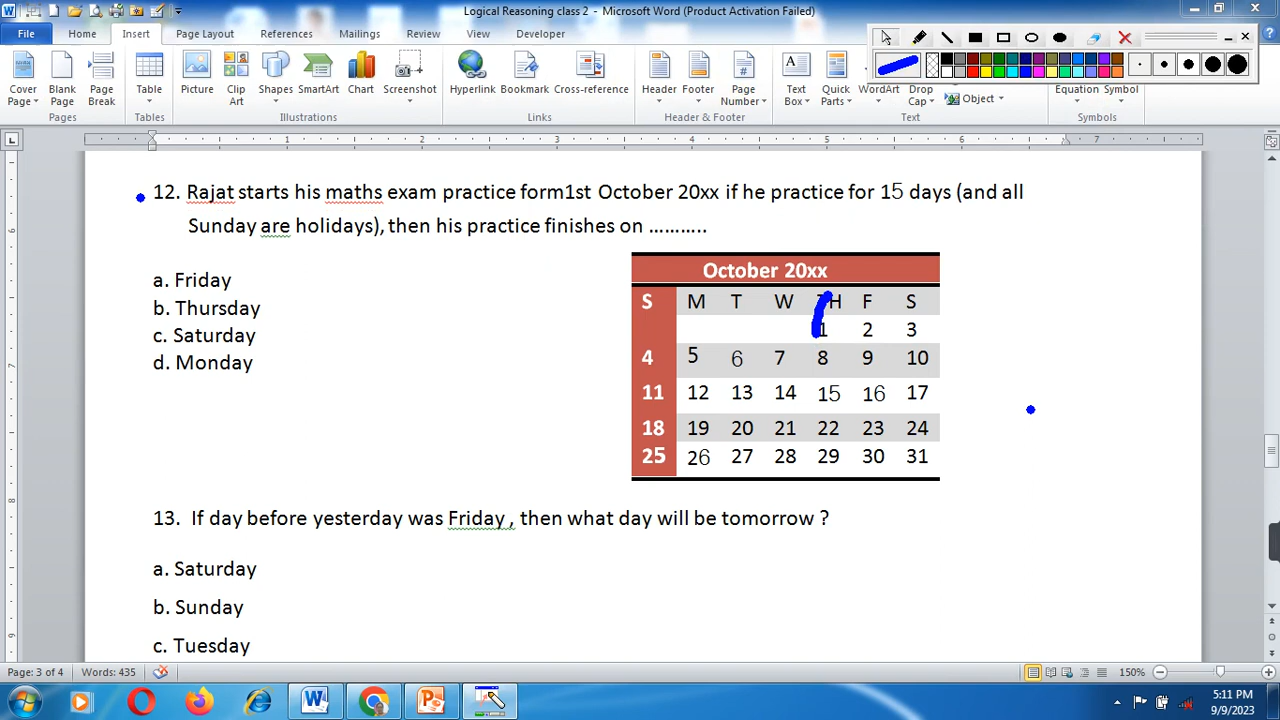 Logical Reasoning class 2 - Microsoft Word (Product Activation Failed)
File Home Insert Page Layout References Mailings Review View Developer
Cover Page Blank Page Page Break Table Picture Clip Art Shapes SmartArt Chart Screenshot Hyperlink Bookmark Cross-reference Header Footer Page Number Text Box Quick Parts WordArt Drop Cap Object Equation Symbol
Pages Tables Illustrations Links Header & Footer Text Symbols
1 2 3 4 5 6 7
12. Rajat starts his maths exam practice form1st October 20xx if he practice for 15 days (and all
Sunday are holidays), then his practice finishes on ………..
a. Friday
b. Thursday
c. Saturday
d. Monday
October 20xx
S M T W TH F S
1 2 3
4 5 6 7 8 9 10
11 12 13 14 15 16 17
18 19 20 21 22 23 24
25 26 27 28 29 30 31
13. If day before yesterday was Friday , then what day will be tomorrow ?
a. Saturday
b. Sunday
c. Tuesday
Page: 3 of 4 Words: 435 150%
5:11 PM
9/9/2023